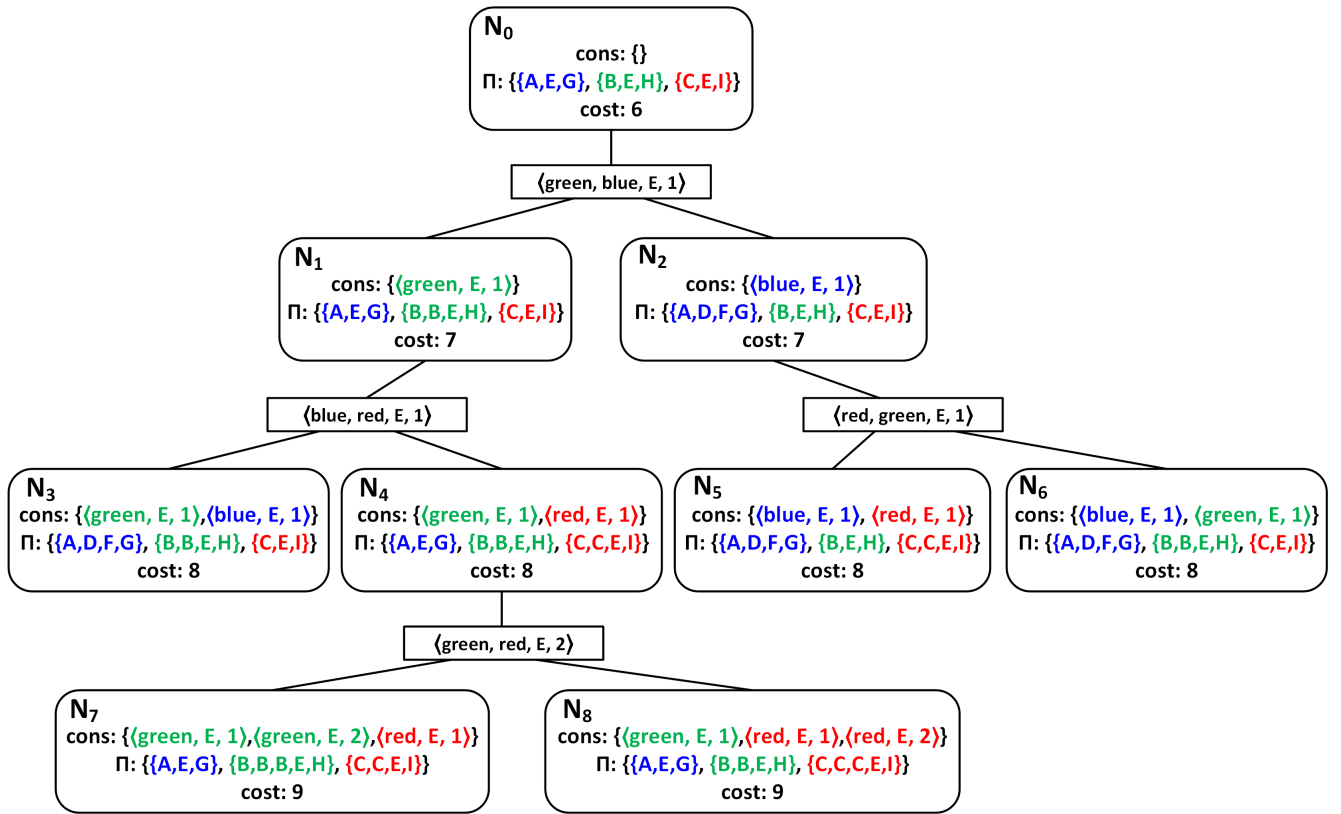 N₀
cons: {}
Π: {{A,E,G}, {B,E,H}, {C,E,I}}
cost: 6
⟨green, blue, E, 1⟩
N₁
cons: {⟨green, E, 1⟩}
Π: {{A,E,G}, {B,B,E,H}, {C,E,I}}
cost: 7
N₂
cons: {⟨blue, E, 1⟩}
Π: {{A,D,F,G}, {B,E,H}, {C,E,I}}
cost: 7
⟨blue, red, E, 1⟩
⟨red, green, E, 1⟩
N₃
cons: {⟨green, E, 1⟩,⟨blue, E, 1⟩}
Π: {{A,D,F,G}, {B,B,E,H}, {C,E,I}}
cost: 8
N₄
cons: {⟨green, E, 1⟩,⟨red, E, 1⟩}
Π: {{A,E,G}, {B,B,E,H}, {C,C,E,I}}
cost: 8
N₅
cons: {⟨blue, E, 1⟩, ⟨red, E, 1⟩}
Π: {{A,D,F,G}, {B,E,H}, {C,C,E,I}}
cost: 8
N₆
cons: {⟨blue, E, 1⟩, ⟨green, E, 1⟩}
Π: {{A,D,F,G}, {B,B,E,H}, {C,E,I}}
cost: 8
⟨green, red, E, 2⟩
N₇
cons: {⟨green, E, 1⟩,⟨green, E, 2⟩,⟨red, E, 1⟩}
Π: {{A,E,G}, {B,B,B,E,H}, {C,C,E,I}}
cost: 9
N₈
cons: {⟨green, E, 1⟩,⟨red, E, 1⟩,⟨red, E, 2⟩}
Π: {{A,E,G}, {B,B,E,H}, {C,C,C,E,I}}
cost: 9